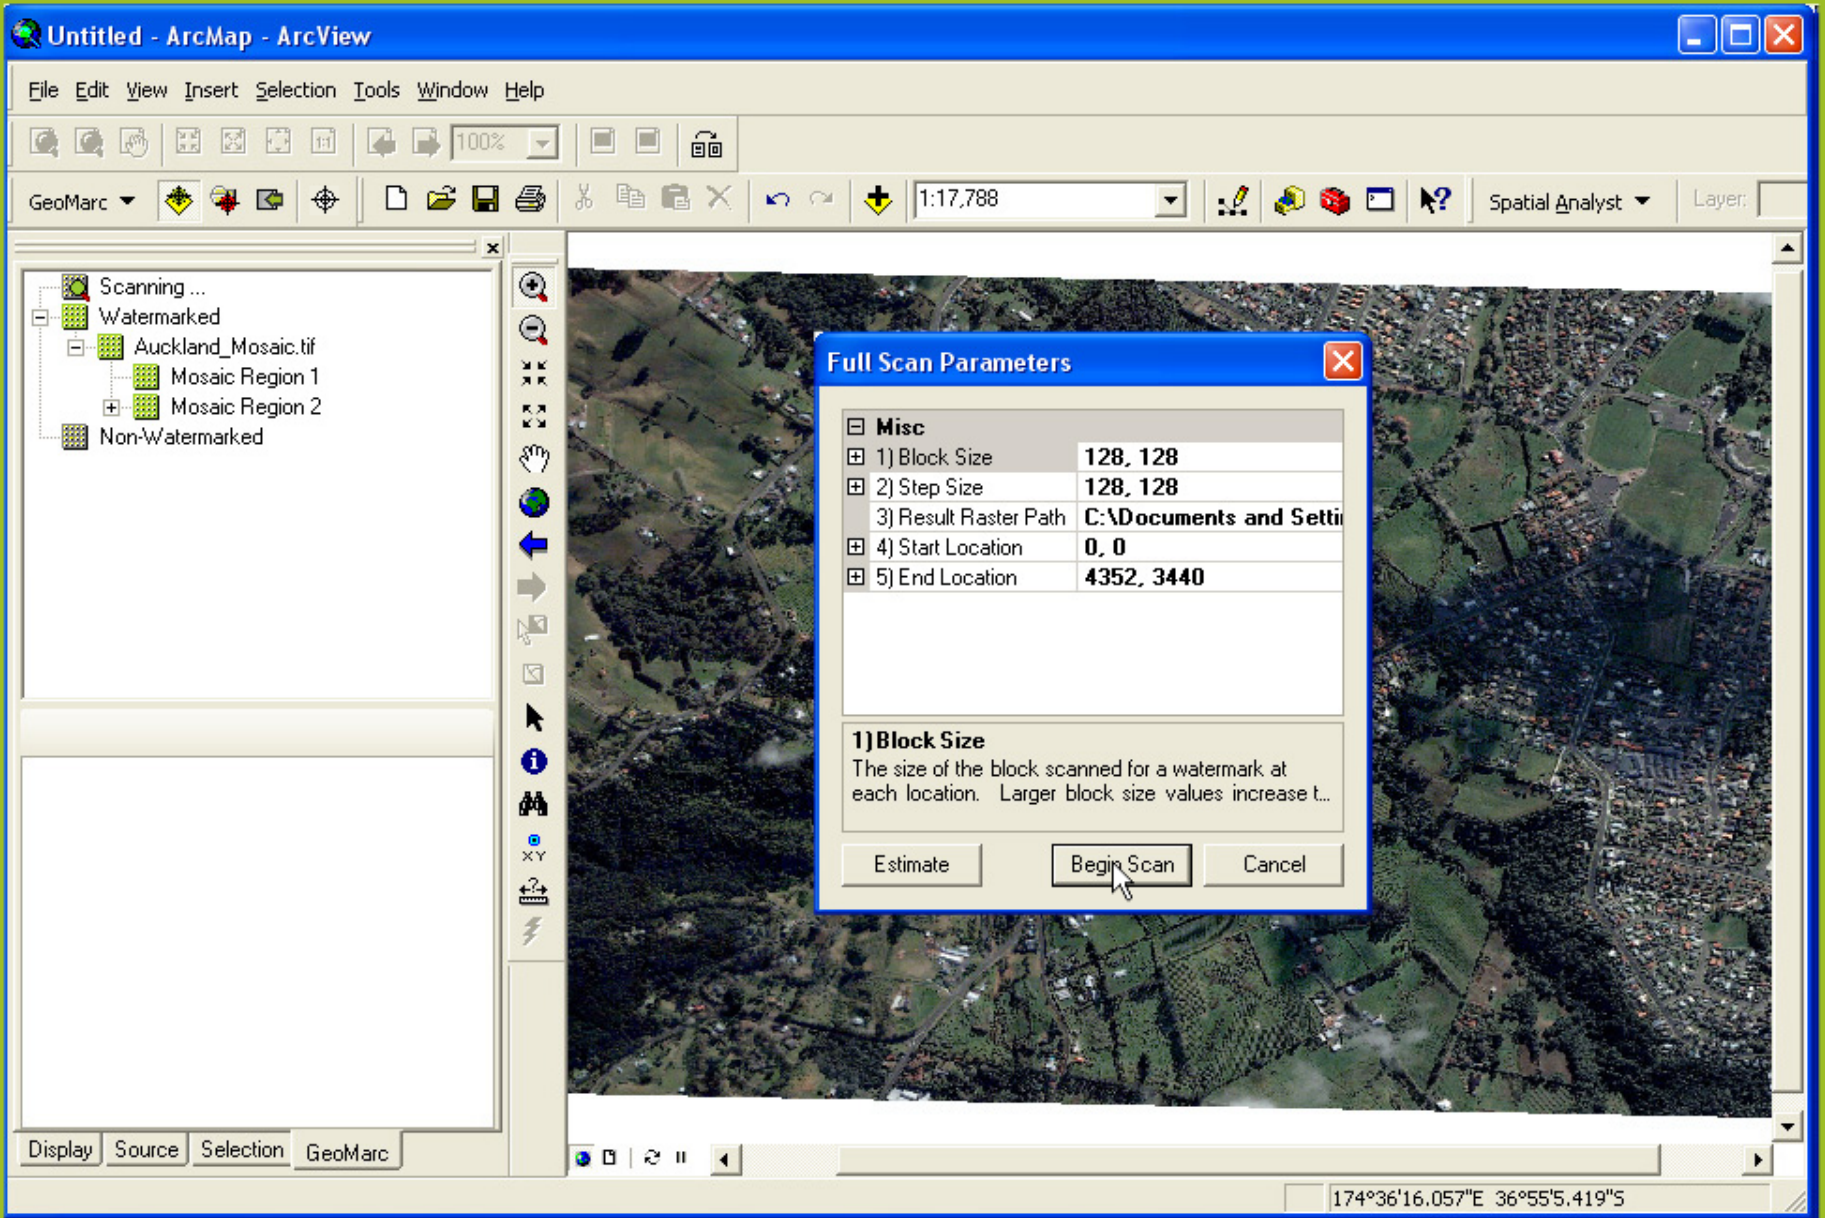 Untitled - ArcMap - ArcView
File Edit View Insert Selection Tools Window Help
1:1 100%
GeoMarc 1:17,788 Spatial Analyst Layer:
Scanning ...
Watermarked
Auckland_Mosaic.tif
Mosaic Region 1
Mosaic Region 2
Non-Watermarked
XY
Full Scan Parameters
Misc
1) Block Size 128, 128
2) Step Size 128, 128
3) Result Raster Path C:\Documents and Setti
4) Start Location 0, 0
5) End Location 4352, 3440
1) Block Size
The size of the block scanned for a watermark at
each location. Larger block size values increase t...
Estimate Begin Scan Cancel
Display Source Selection GeoMarc
174°36'16.057"E 36°55'5.419"S